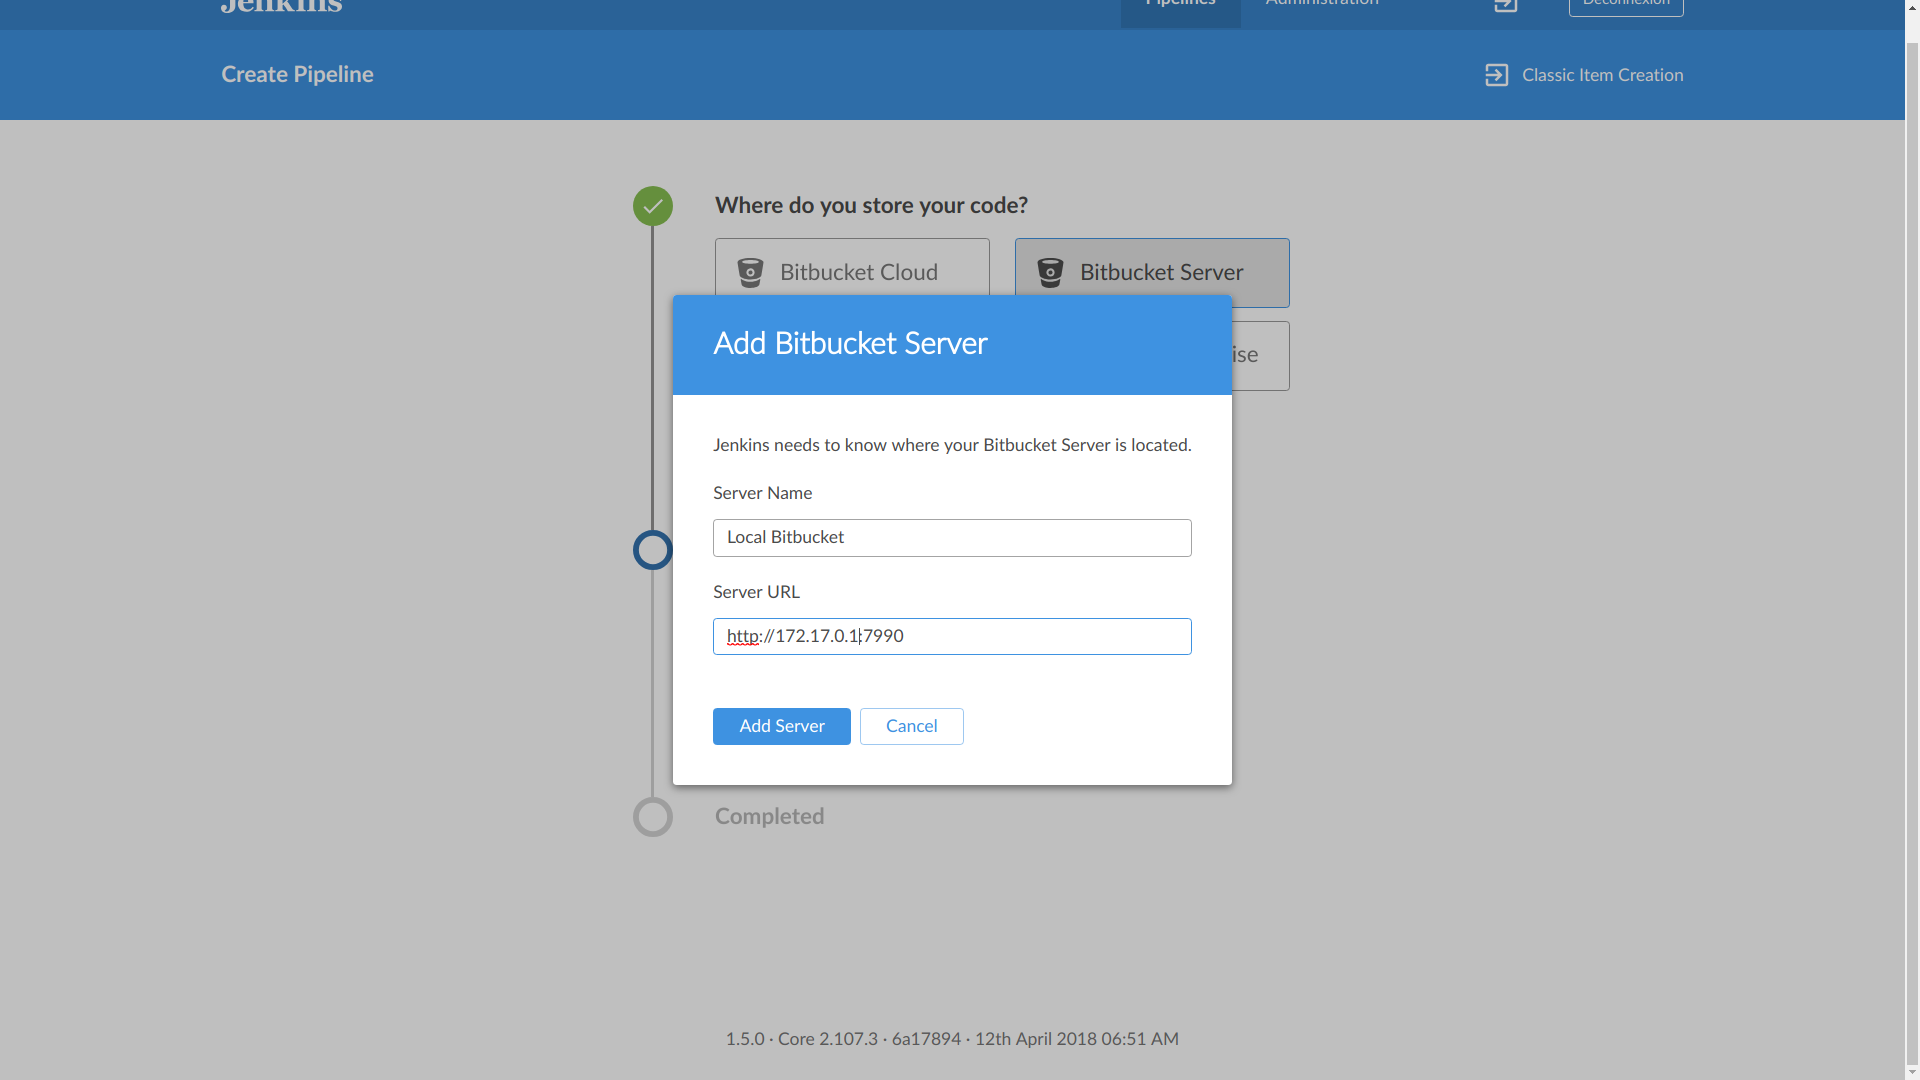 Jenkins
Pipelines
Administration
Déconnexion
Create Pipeline
Classic Item Creation
Where do you store your code?
Bitbucket Cloud
Bitbucket Server
ise
Add Bitbucket Server
Jenkins needs to know where your Bitbucket Server is located.
Server Name
Local Bitbucket
Server URL
http://172.17.0.1:7990
Add Server
Cancel
Completed
1.5.0 · Core 2.107.3 · 6a17894 · 12th April 2018 06:51 AM